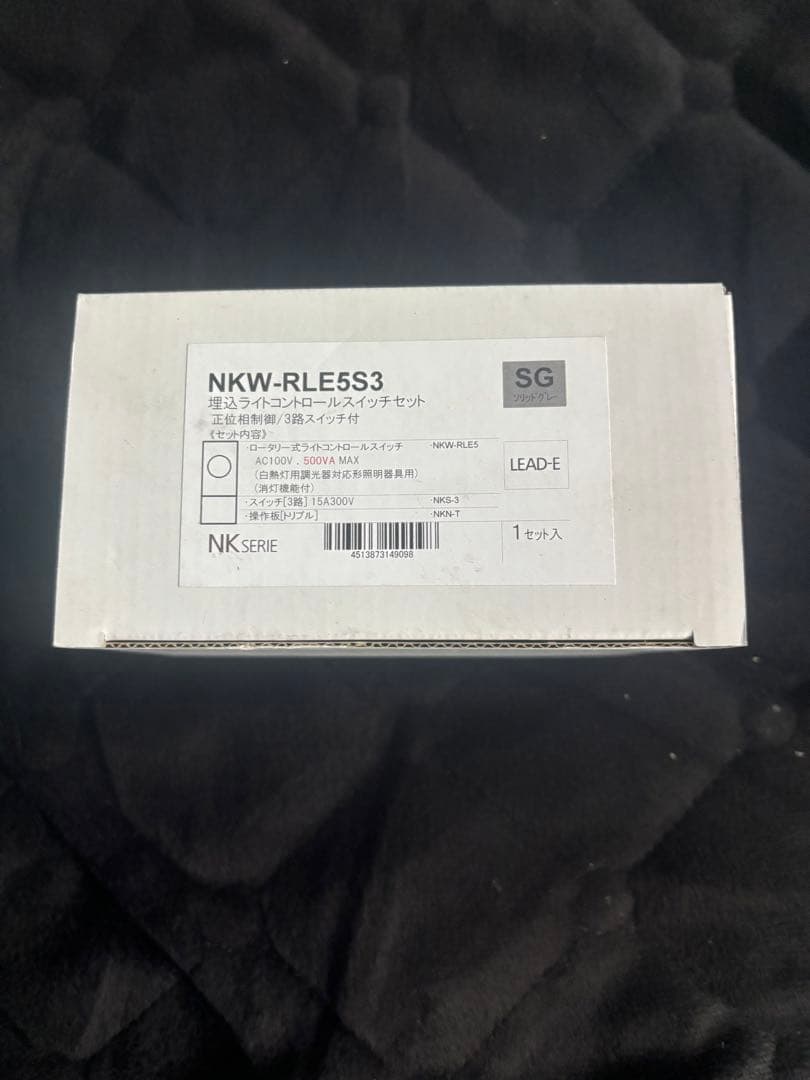 NKW-RLE5S3
SG
ソリッドグレー
埋込ライトコントロールスイッチセット
正位相制御/3路スイッチ付
《セット内容》
・ロータリー式ライトコントロールスイッチ ・NKW-RLE5
AC100V , 500VA MAX
(白熱灯用調光器対応形照明器具用)
(消灯機能付)
LEAD-E
・スイッチ[3路] 15A300V ・NKS-3
・操作板[トリプル] ・NKN-T
NK SERIE
4513873149098
1セット入